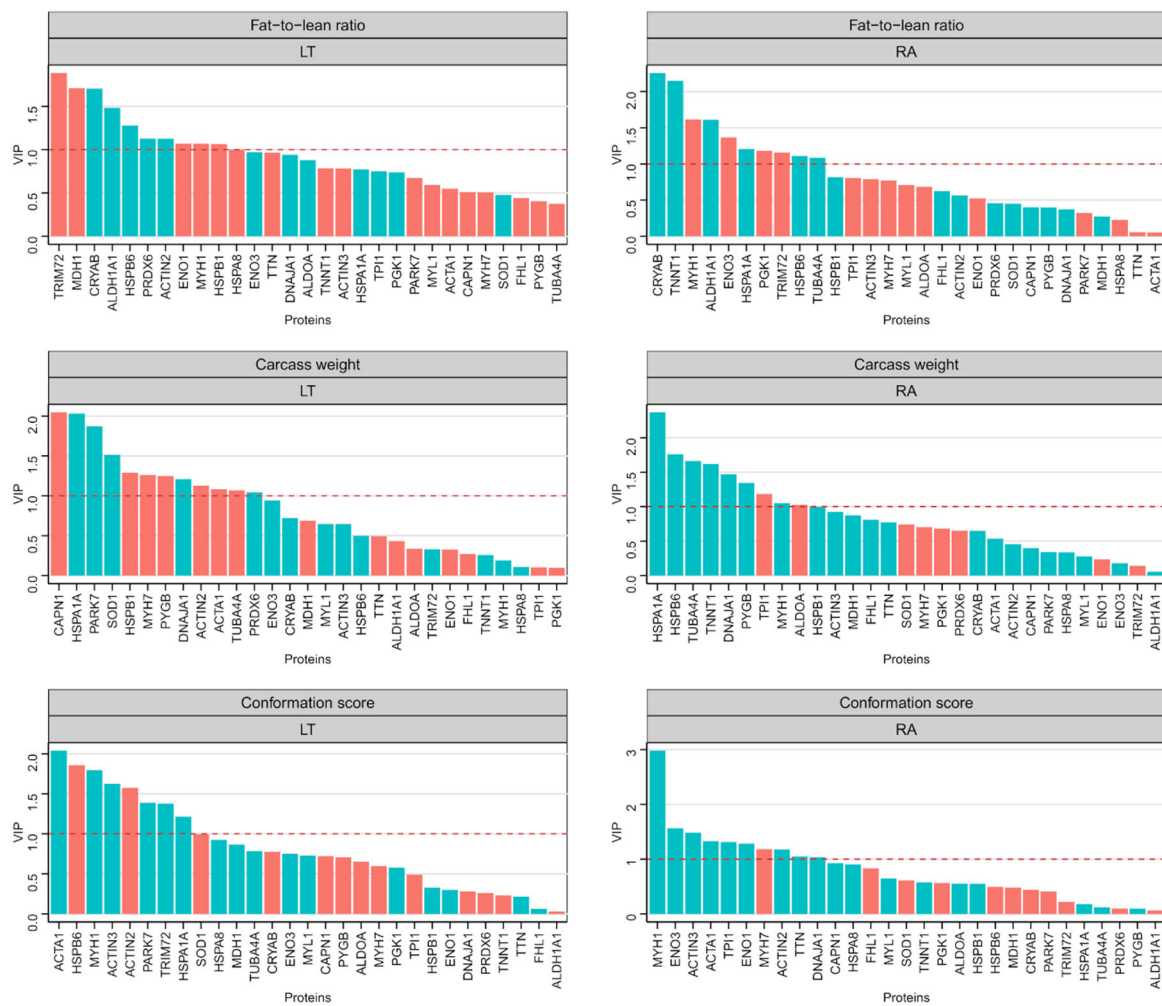 Fat−to−lean ratio
LT
VIP
0.0
0.5
1.0
1.5
TRIM72
MDH1
CRYAB
ALDH1A1
HSPB6
PRDX6
ACTIN2
ENO1
MYH1
HSPB1
HSPA8
ENO3
TTN
DNAJA1
ALDOA
TNNT1
ACTIN3
HSPA1A
TPI1
PGK1
PARK7
MYL1
ACTA1
CAPN1
MYH7
SOD1
FHL1
PYGB
TUBA4A
Proteins
Fat−to−lean ratio
RA
VIP
0.0
0.5
1.0
1.5
2.0
CRYAB
TNNT1
MYH1
ALDH1A1
ENO3
HSPA1A
PGK1
TRIM72
HSPB6
TUBA4A
HSPB1
TPI1
ACTIN3
MYH7
MYL1
ALDOA
FHL1
ACTIN2
ENO1
PRDX6
SOD1
CAPN1
PYGB
DNAJA1
PARK7
MDH1
HSPA8
TTN
ACTA1
Proteins
Carcass weight
LT
VIP
0.0
0.5
1.0
1.5
2.0
CAPN1
HSPA1A
PARK7
SOD1
HSPB1
MYH7
PYGB
DNAJA1
ACTIN2
ACTA1
TUBA4A
PRDX6
ENO3
CRYAB
MDH1
MYL1
ACTIN3
HSPB6
TTN
ALDH1A1
ALDOA
TRIM72
ENO1
FHL1
TNNT1
MYH1
HSPA8
TPI1
PGK1
Proteins
Carcass weight
RA
VIP
0.0
0.5
1.0
1.5
2.0
HSPA1A
HSPB6
TUBA4A
TNNT1
DNAJA1
PYGB
TPI1
MYH1
ALDOA
HSPB1
ACTIN3
MDH1
FHL1
TTN
SOD1
MYH7
PGK1
PRDX6
CRYAB
ACTA1
ACTIN2
CAPN1
PARK7
HSPA8
MYL1
ENO1
ENO3
TRIM72
ALDH1A1
Proteins
Conformation score
LT
VIP
0.0
0.5
1.0
1.5
2.0
ACTA1
HSPB6
MYH1
ACTIN3
ACTIN2
PARK7
TRIM72
HSPA1A
SOD1
HSPA8
MDH1
TUBA4A
CRYAB
ENO3
MYL1
CAPN1
PYGB
ALDOA
MYH7
PGK1
TPI1
HSPB1
ENO1
DNAJA1
PRDX6
TNNT1
TTN
FHL1
ALDH1A1
Proteins
Conformation score
RA
VIP
0
1
2
3
MYH1
ENO3
ACTIN3
ACTA1
TPI1
ENO1
MYH7
ACTIN2
TTN
DNAJA1
CAPN1
HSPA8
FHL1
MYL1
SOD1
TNNT1
PGK1
ALDOA
HSPB1
HSPB6
MDH1
CRYAB
PARK7
TRIM72
HSPA1A
TUBA4A
PRDX6
PYGB
ALDH1A1
Proteins